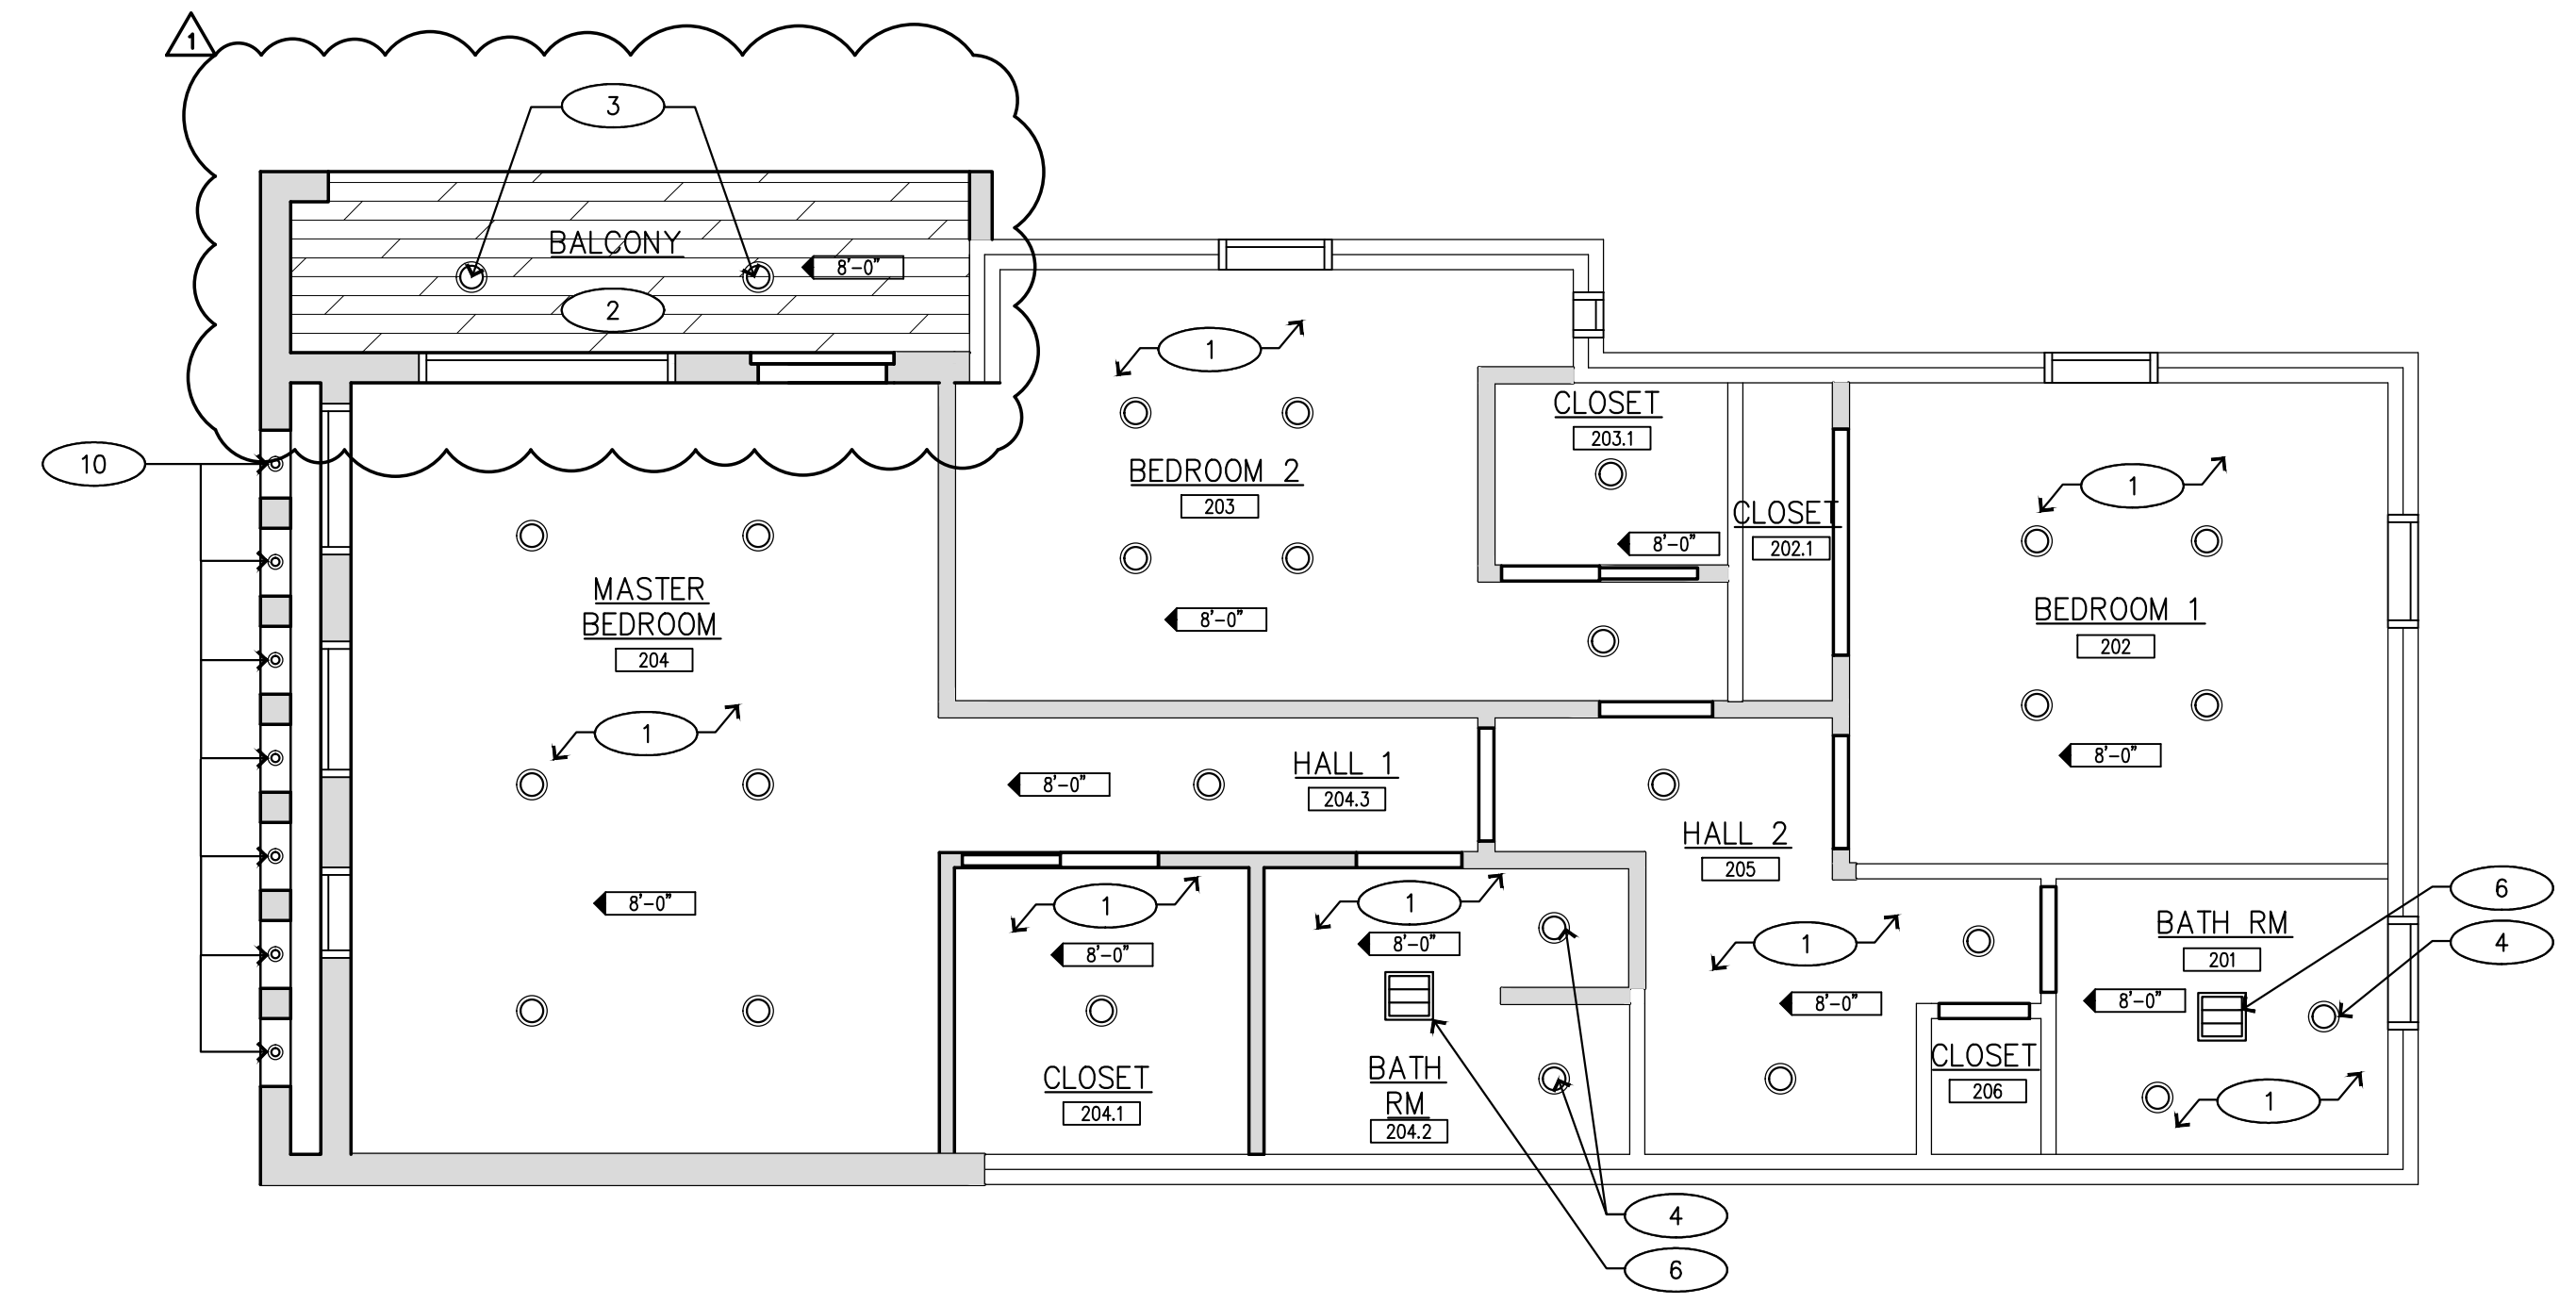 1
3
BALCONY
8'-0"
2
1
CLOSET
203.1
10
BEDROOM 2
203
1
CLOSET
202.1
8'-0"
MASTER
BEDROOM
204
8'-0"
BEDROOM 1
202
1
8'-0"
HALL 1
204.3
8'-0"
HALL 2
205
8'-0"
1
8'-0"
1
8'-0"
1
8'-0"
BATH RM
201
8'-0"
6
4
CLOSET
204.1
BATH
RM
204.2
CLOSET
206
1
4
6